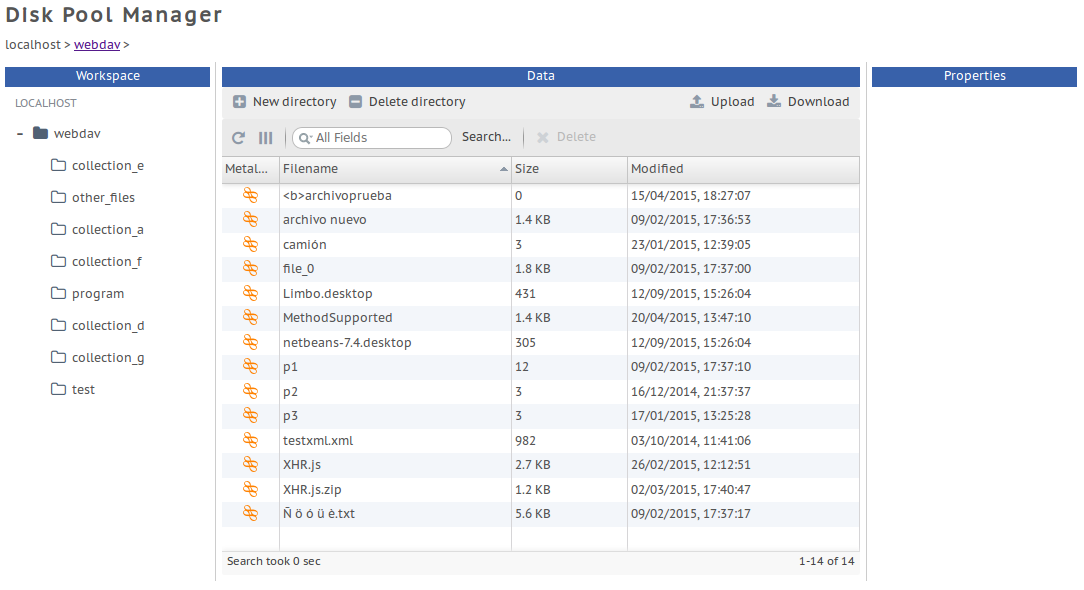 Disk Pool Manager
localhost > webdav >
Workspace
LOCALHOST
- webdav
collection_e
other_files
collection_a
collection_f
program
collection_d
collection_g
test
Data
New directory Delete directory Upload Download
All Fields Search... Delete
Metal... Filename Size Modified
<b>archivoprueba 0 15/04/2015, 18:27:07
archivo nuevo 1.4 KB 09/02/2015, 17:36:53
camión 3 23/01/2015, 12:39:05
file_0 1.8 KB 09/02/2015, 17:37:00
Limbo.desktop 431 12/09/2015, 15:26:04
MethodSupported 1.4 KB 20/04/2015, 13:47:10
netbeans-7.4.desktop 305 12/09/2015, 15:26:04
p1 12 09/02/2015, 17:37:10
p2 3 16/12/2014, 21:37:37
p3 3 17/01/2015, 13:25:28
testxml.xml 982 03/10/2014, 11:41:06
XHR.js 2.7 KB 26/02/2015, 12:12:51
XHR.js.zip 1.2 KB 02/03/2015, 17:40:47
Ñ ö ó ü è.txt 5.6 KB 09/02/2015, 17:37:17
Search took 0 sec 1-14 of 14
Properties